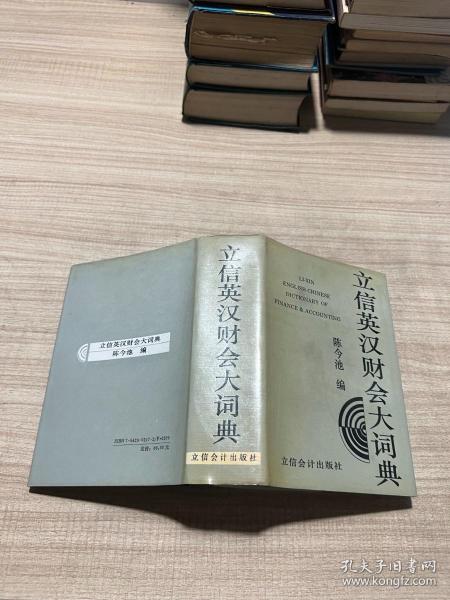 立信英汉财会大词典
陈今池 编
立信英汉财会大词典
立信会计出版社
LI-XIN
ENGLISH-CHINESE
DICTIONARY OF
FINANCE & ACCOUNTING
立信英汉财会大词典
陈今池 编
立信会计出版社
孔夫子旧书网
www.kongfz.com